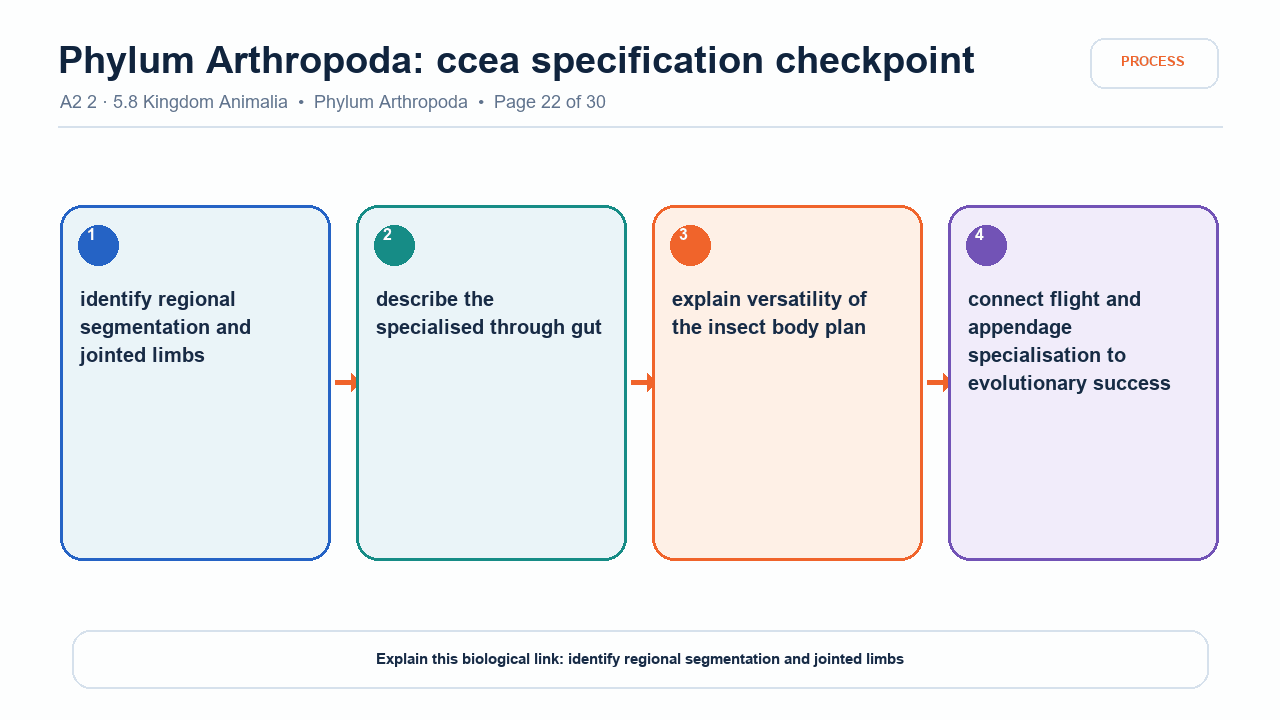 Phylum Arthropoda: ccea specification checkpoint
PROCESS
A2 2 · 5.8 Kingdom Animalia • Phylum Arthropoda • Page 22 of 30
1
identify regional
segmentation and
jointed limbs
2
describe the
specialised through gut
3
explain versatility of
the insect body plan
4
connect flight and
appendage
specialisation to
evolutionary success
Explain this biological link: identify regional segmentation and jointed limbs